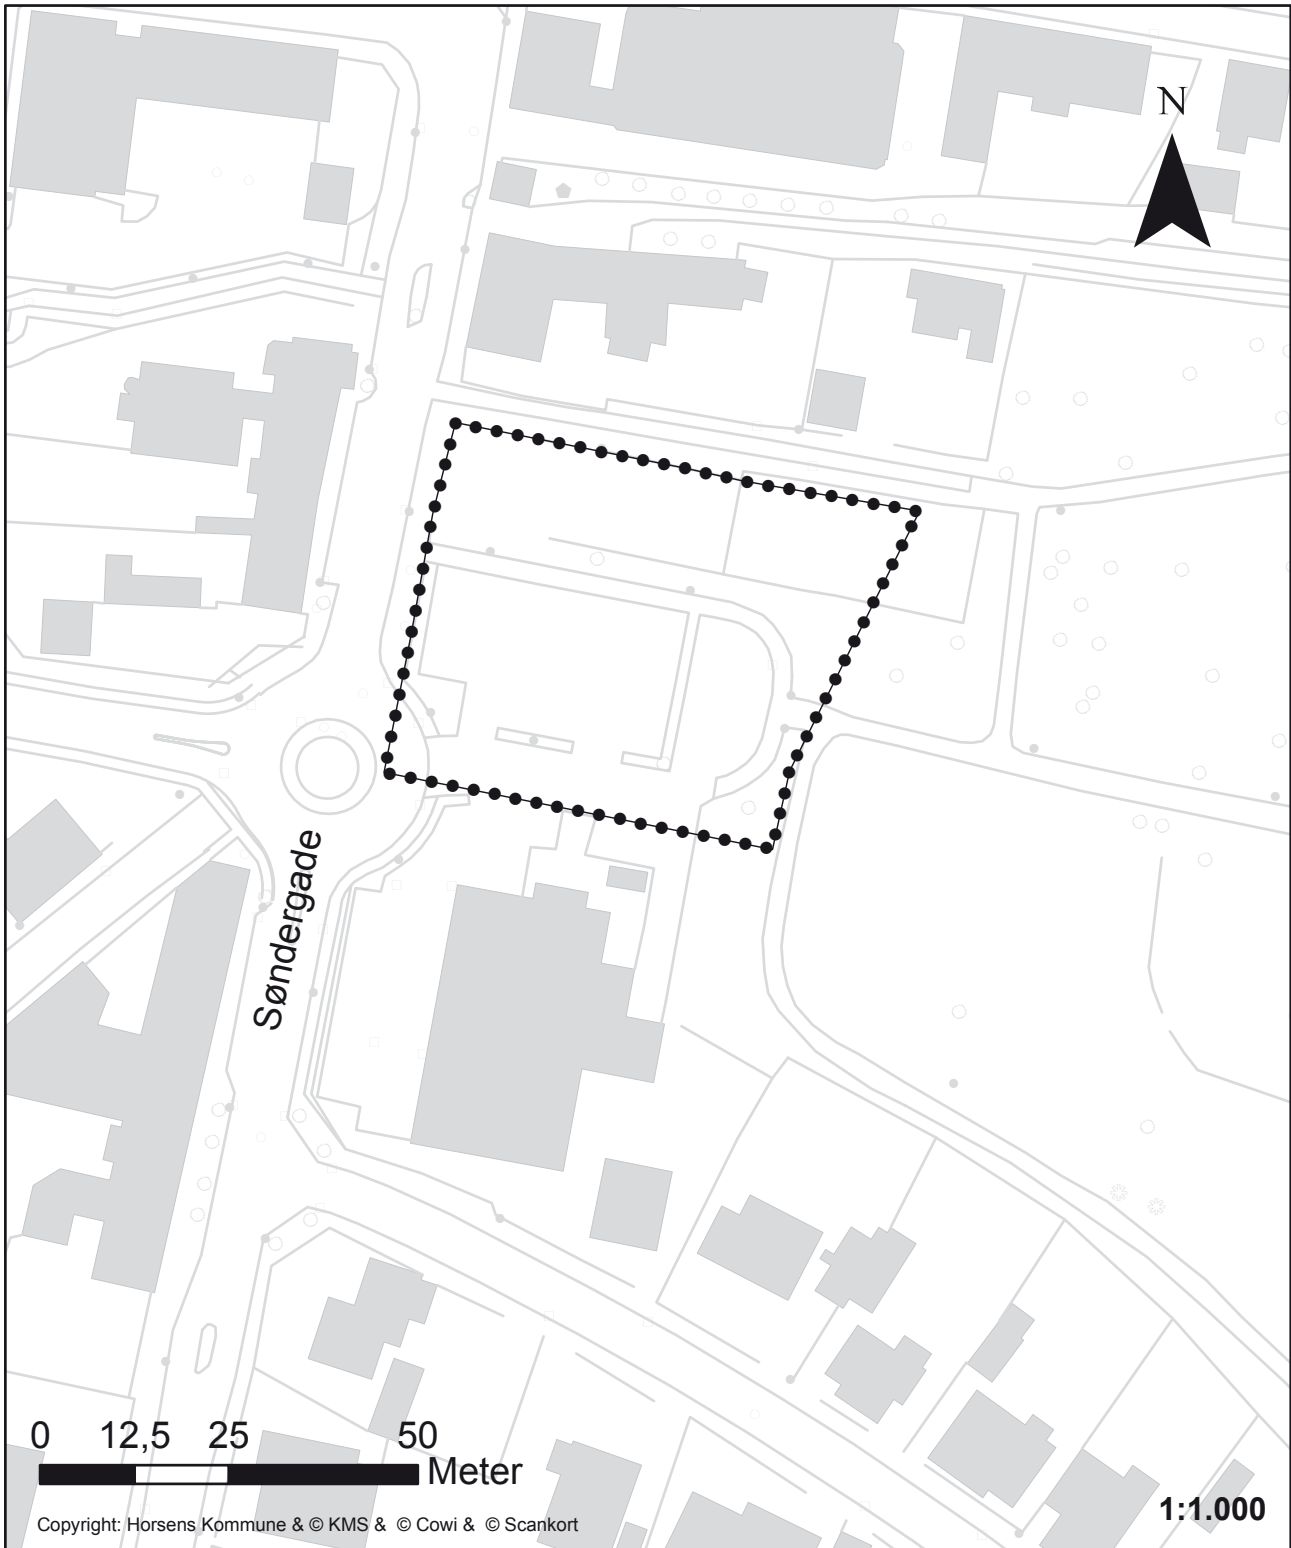 N
Søndergade
0 12,5 25 50
Meter
1:1.000
Copyright: Horsens Kommune & © KMS & © Cowi & © Scankort